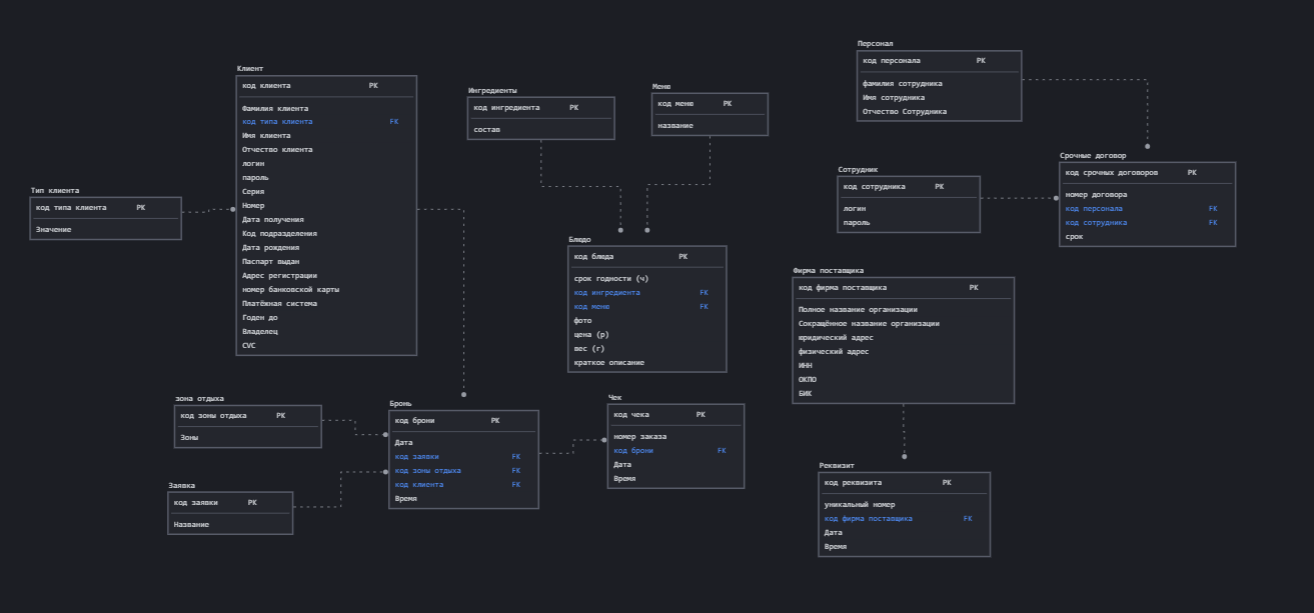 Персонал
код персонала PK
фамилия сотрудника
Имя сотрудника
Отчество Сотрудника
Клиент
код клиента PK
Фамилия клиента
код типа клиента FK
Имя клиента
Отчество клиента
логин
пароль
Серия
Номер
Дата получения
Код подразделения
Дата рождения
Паспарт выдан
Адрес регистрации
номер банковской карты
Платёжная система
Годен до
Владелец
CVC
Ингредиенты
код ингредиента PK
состав
Меню
код меню PK
название
Срочные договор
код срочных договоров PK
номер договора
код персонала FK
код сотрудника FK
срок
Сотрудник
код сотрудника PK
логин
пароль
Тип клиента
код типа клиента PK
Значение
Блюдо
код блюда PK
срок годности (ч)
код ингредиента FK
код меню FK
фото
цена (р)
вес (г)
краткое описание
Фирма поставщика
код фирма поставщика PK
Полное название организации
Сокращённое название организации
юридический адрес
физический адрес
ИНН
ОКПО
БИК
зона отдыха
код зоны отдыха PK
Зоны
Бронь
код брони PK
Дата
код заявки FK
код зоны отдыха FK
код клиента FK
Время
Чек
код чека PK
номер заказа
код брони FK
Дата
Время
Реквизит
код реквизита PK
уникальный номер
код фирма поставщика FK
Дата
Время
Заявка
код заявки PK
Название